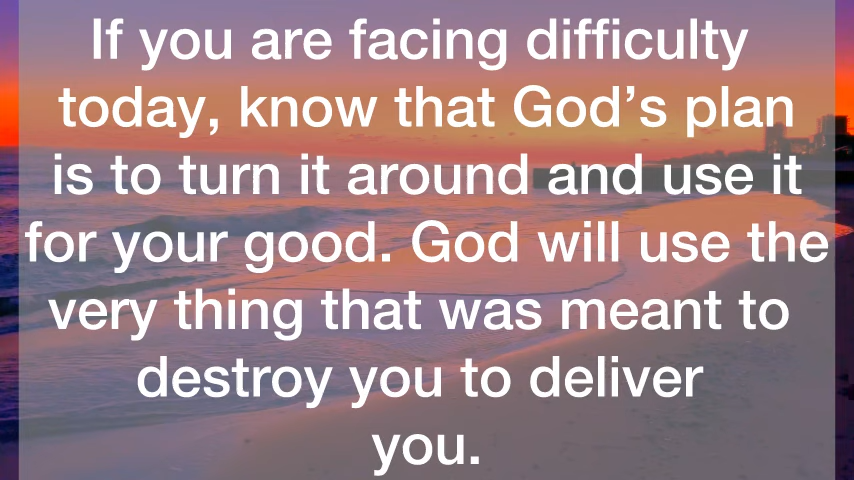 If you are facing difficulty
today, know that God’s plan
is to turn it around and use it
for your good. God will use the
very thing that was meant to
destroy you to deliver
you.